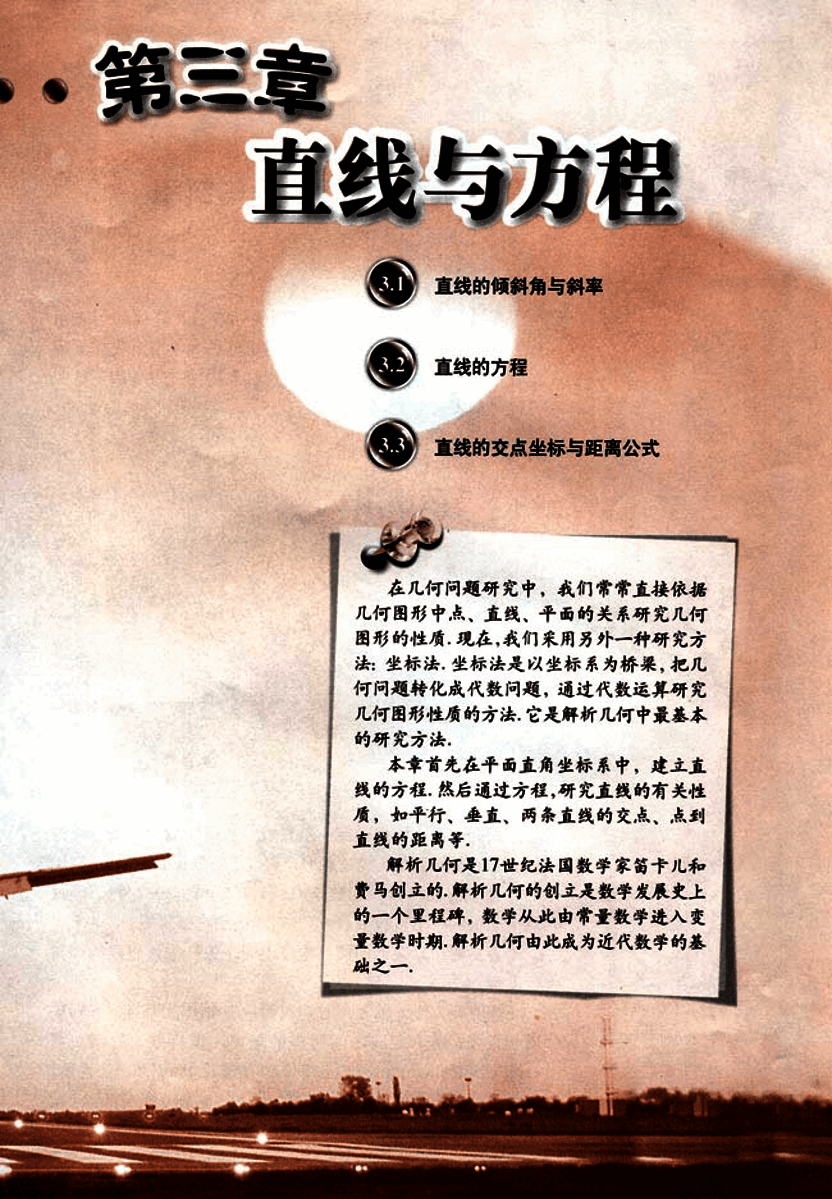 第三章
直线与方程
3.1 直线的倾斜角与斜率
3.2 直线的方程
3.3 直线的交点坐标与距离公式
在几何问题研究中，我们常常直接依据
几何图形中点、直线、平面的关系研究几何
图形的性质.现在,我们采用另外一种研究方
法：坐标法.坐标法是以坐标系为桥梁，把几
何问题转化成代数问题，通过代数运算研究
几何图形性质的方法.它是解析几何中最基本
的研究方法.
本章首先在平面直角坐标系中，建立直
线的方程.然后通过方程,研究直线的有关性
质，如平行、垂直、两条直线的交点、点到
直线的距离等.
解析几何是17世纪法国数学家笛卡儿和
费马创立的.解析几何的创立是数学发展史上
的一个里程碑，数学从此由常量数学进入变
量数学时期.解析几何由此成为近代数学的基
础之一.